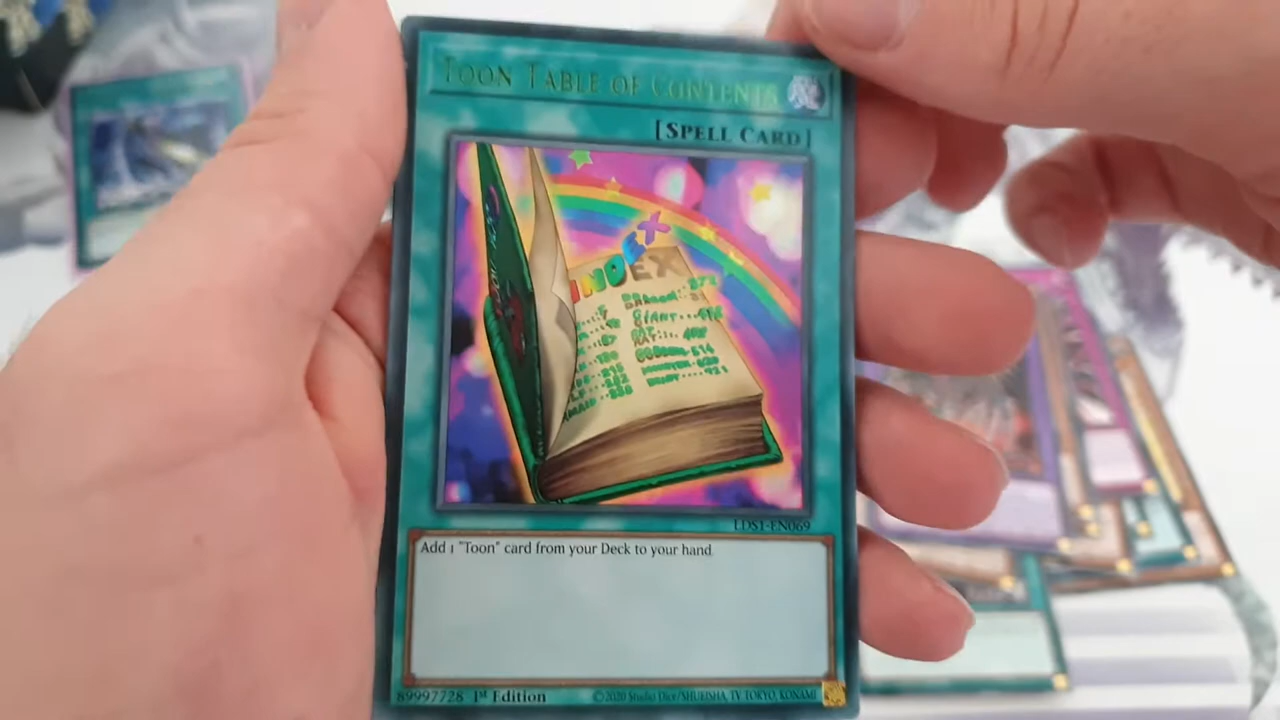 TOON TABLE OF CONTENTS
[SPELL CARD]
INDEX
GIANT
LDS1-EN069
Add 1 "Toon" card from your Deck to your hand.
89997728 1st Edition ©2020 Studio Dice/SHUEISHA, TV TOKYO, KONAMI